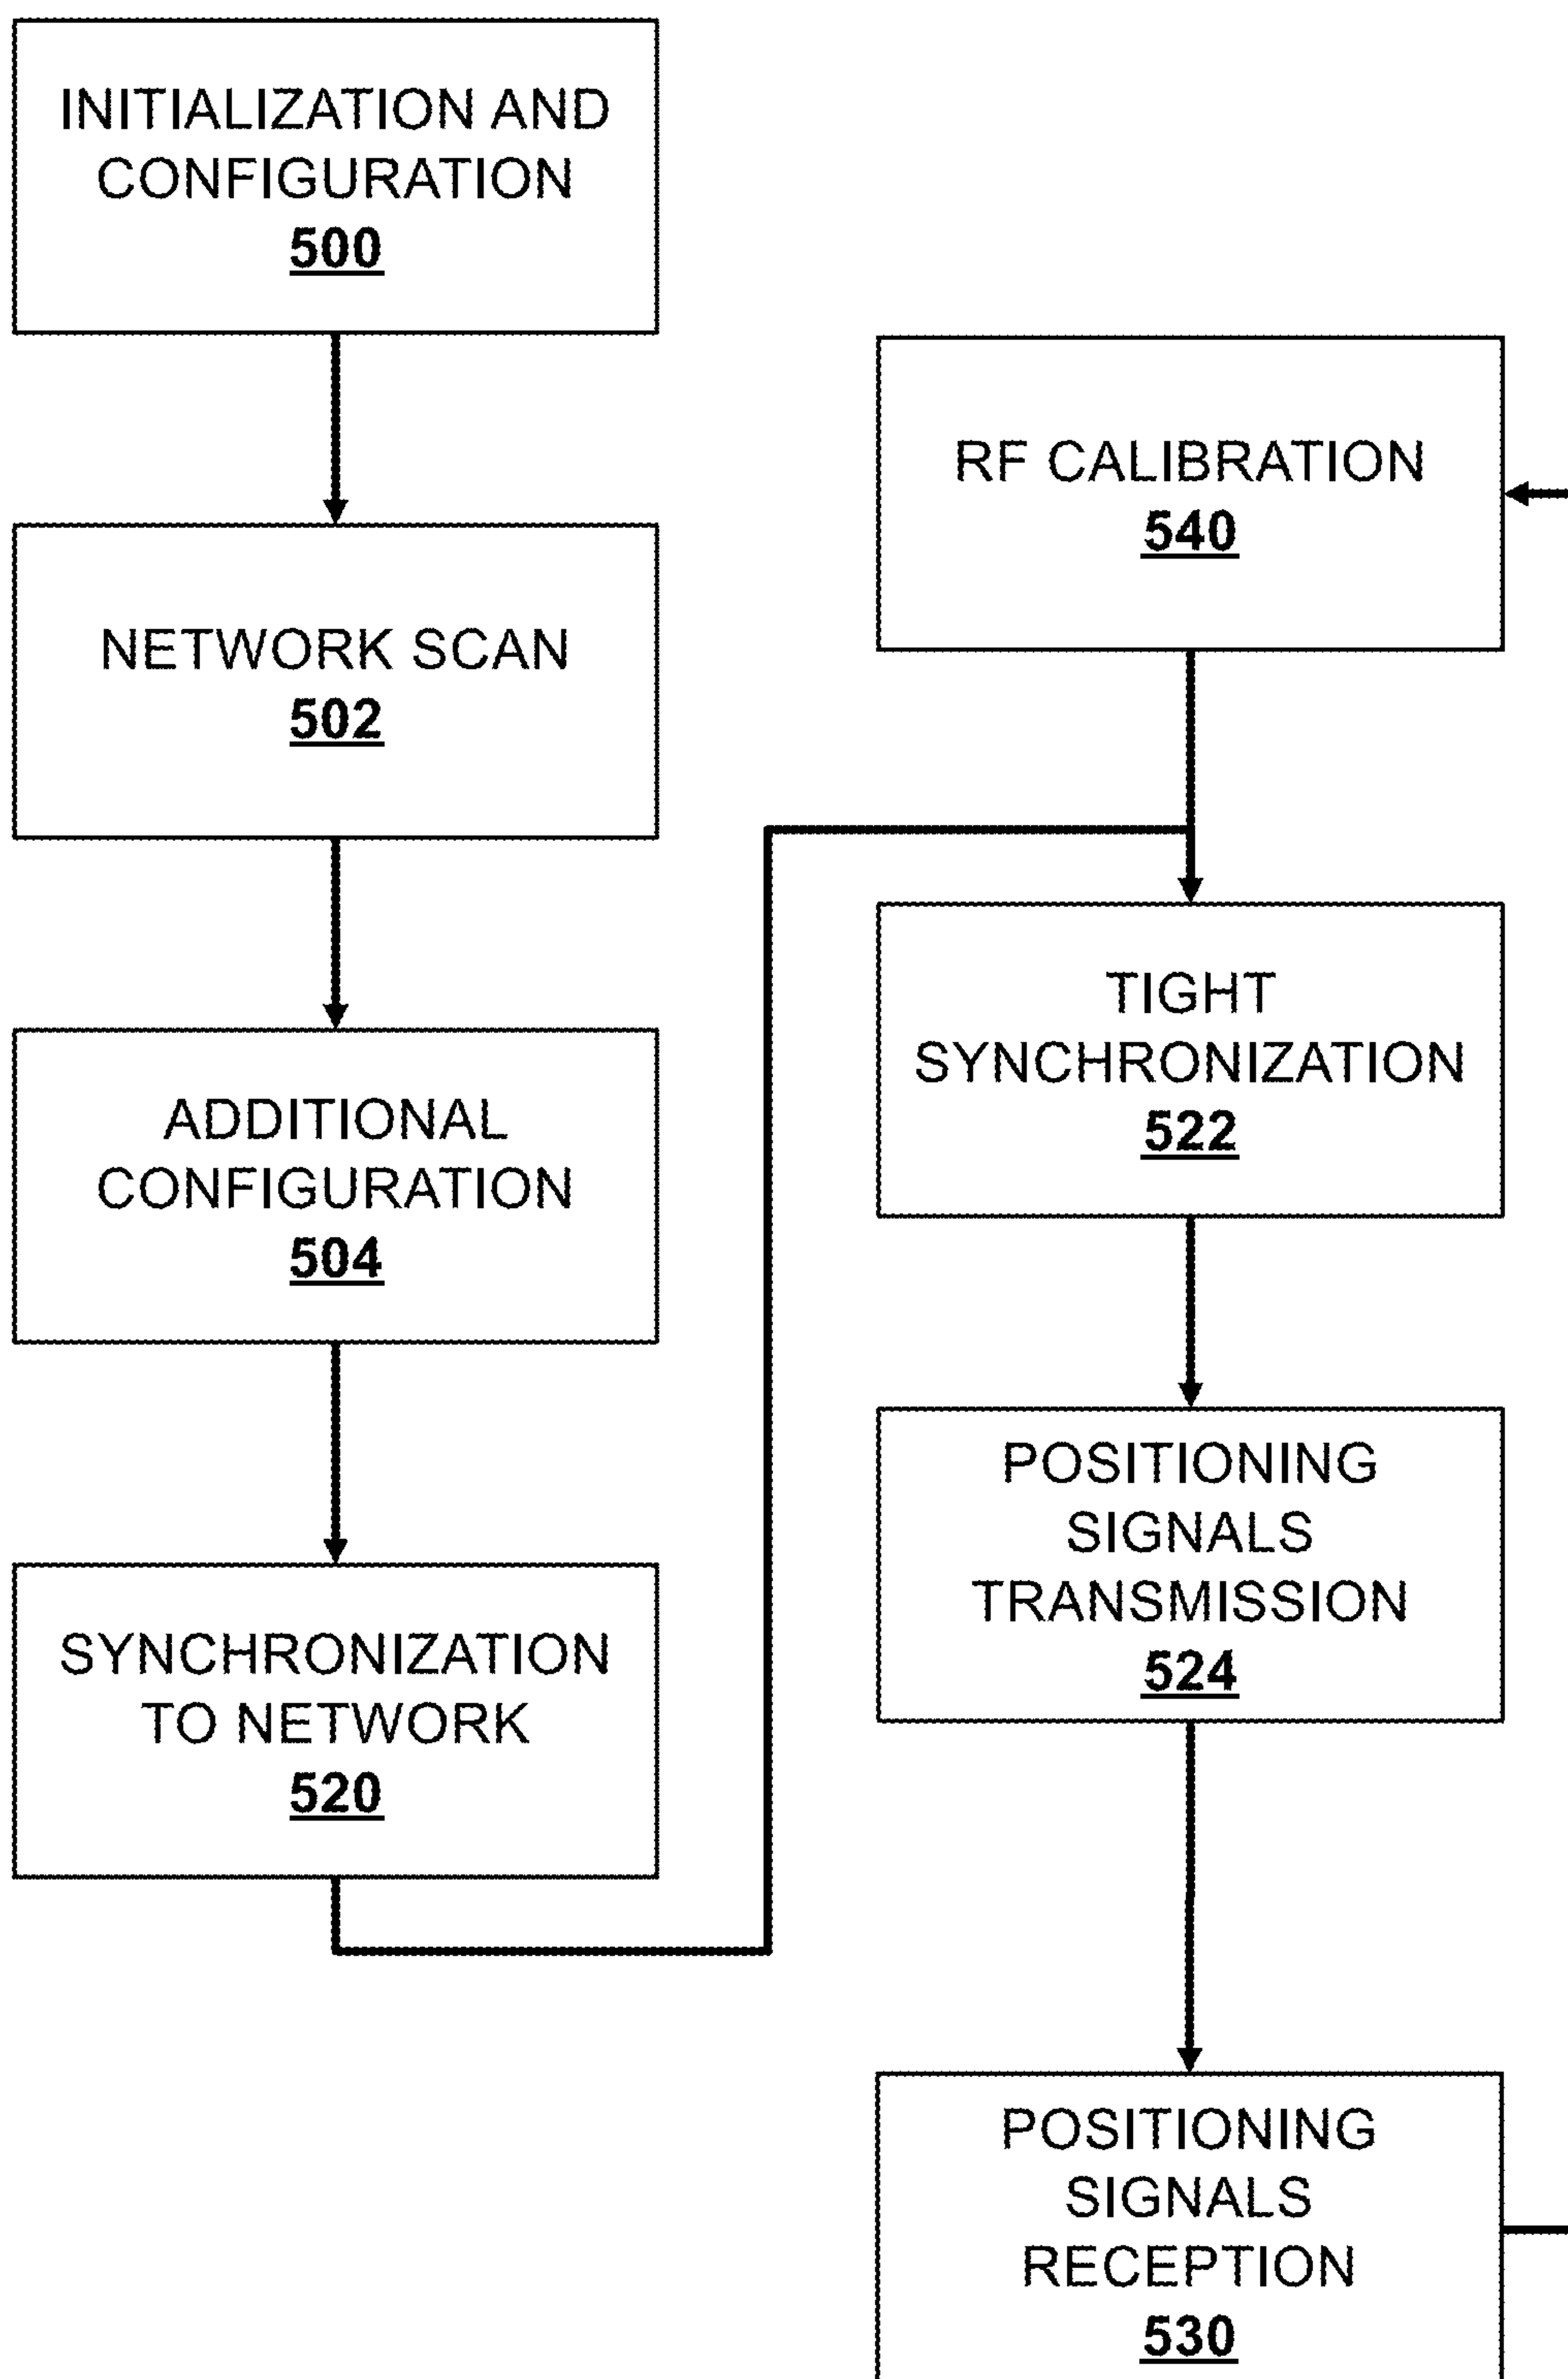 INITIALIZATION AND
CONFIGURATION
500
NETWORK SCAN
502
ADDITIONAL
CONFIGURATION
504
SYNCHRONIZATION
TO NETWORK
520
RF CALIBRATION
540
TIGHT
SYNCHRONIZATION
522
POSITIONING
SIGNALS
TRANSMISSION
524
POSITIONING
SIGNALS
RECEPTION
530